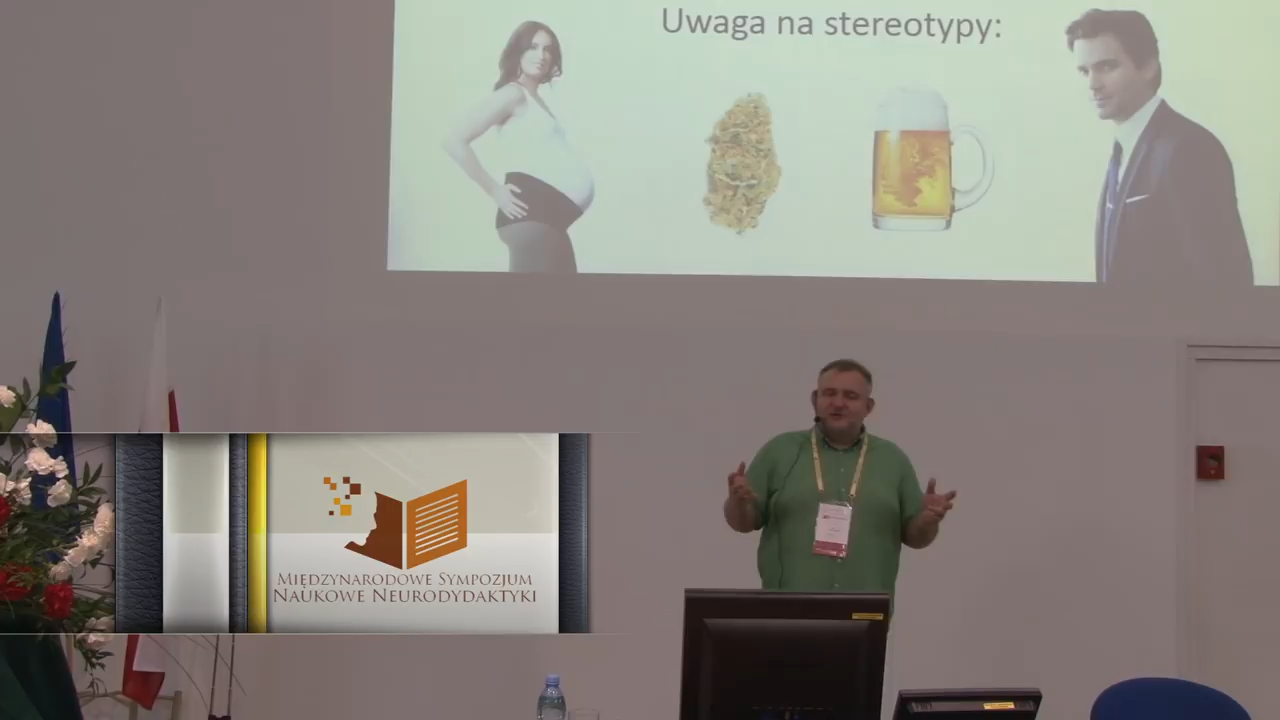 Uwaga na stereotypy:
Międzynarodowe Sympozjum
Naukowe Neurodydaktyki